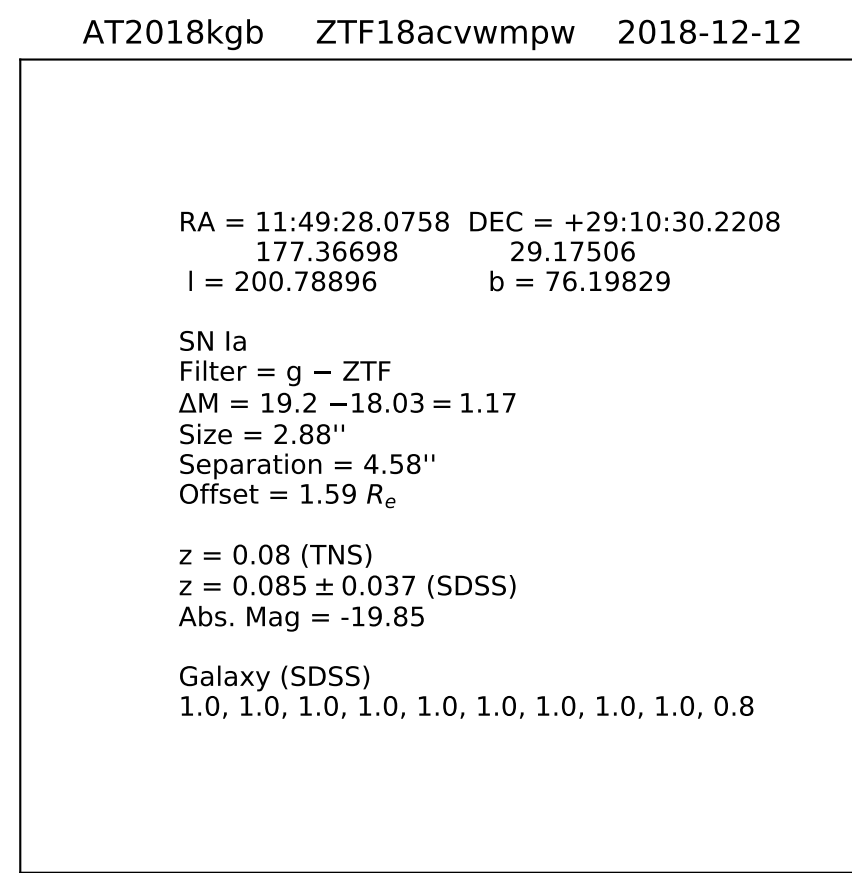 AT2018kgb ZTF18acvwmpw 2018-12-12
RA = 11:49:28.0758 DEC = +29:10:30.2208
177.36698 29.17506
l = 200.78896 b = 76.19829
SN Ia
Filter = g − ZTF
ΔM = 19.2 −18.03 = 1.17
Size = 2.88''
Separation = 4.58''
Offset = 1.59 Re
z = 0.08 (TNS)
z = 0.085 ± 0.037 (SDSS)
Abs. Mag = -19.85
Galaxy (SDSS)
1.0, 1.0, 1.0, 1.0, 1.0, 1.0, 1.0, 1.0, 1.0, 0.8